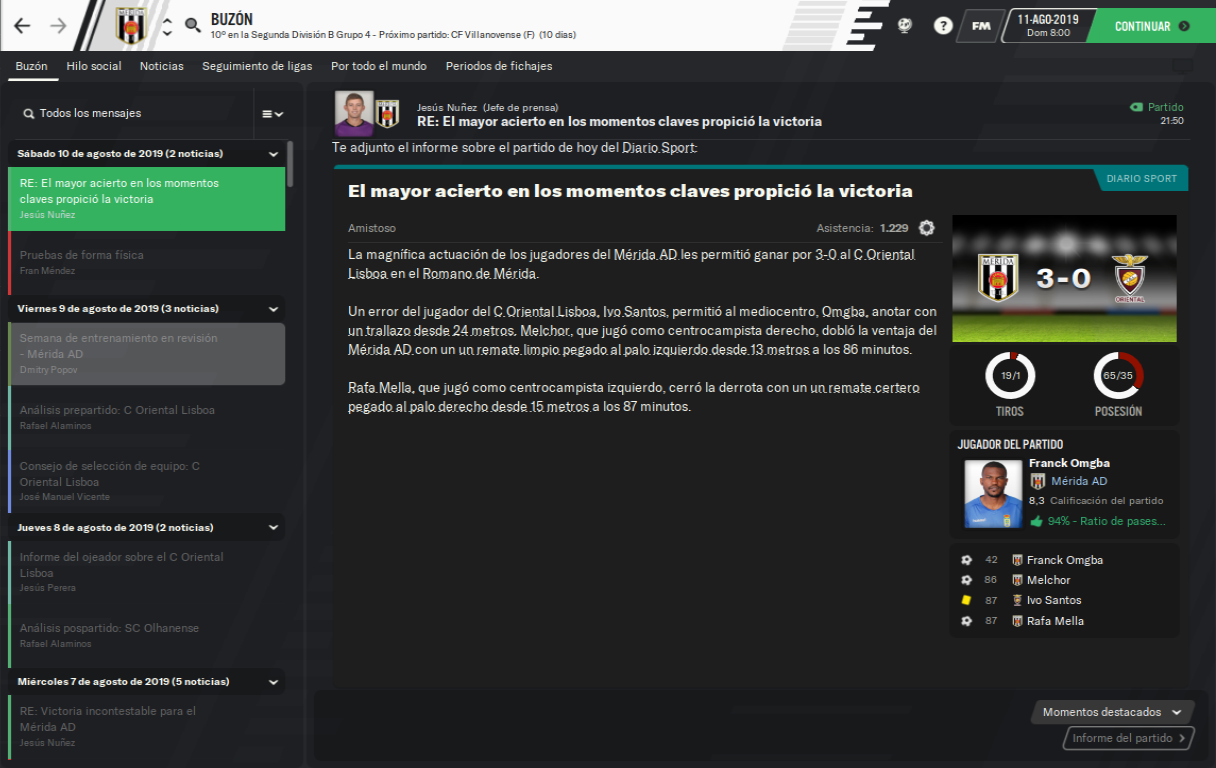 BUZÓN
10º en la Segunda División B Grupo 4 - Próximo partido: CF Villanovense (F) (10 días)
FM
11-AGO-2019
Dom 8:00
CONTINUAR
Buzón Hilo social Noticias Seguimiento de ligas Por todo el mundo Periodos de fichajes
Todos los mensajes
Sábado 10 de agosto de 2019 (2 noticias)
RE: El mayor acierto en los momentos
claves propició la victoria
Jesús Nuñez
Pruebas de forma física
Fran Méndez
Viernes 9 de agosto de 2019 (3 noticias)
Semana de entrenamiento en revisión
- Mérida AD
Dmitry Popov
Análisis prepartido: C Oriental Lisboa
Rafael Alaminos
Consejo de selección de equipo: C
Oriental Lisboa
José Manuel Vicente
Jueves 8 de agosto de 2019 (2 noticias)
Informe del ojeador sobre el C Oriental
Lisboa
Jesús Perera
Análisis pospartido: SC Olhanense
Rafael Alaminos
Miércoles 7 de agosto de 2019 (5 noticias)
RE: Victoria incontestable para el
Mérida AD
Jesús Nuñez
Jesús Nuñez (Jefe de prensa)
RE: El mayor acierto en los momentos claves propició la victoria
Partido
21:50
Te adjunto el informe sobre el partido de hoy del Diario Sport:
DIARIO SPORT
El mayor acierto en los momentos claves propició la victoria
Amistoso
Asistencia: 1.229
La magnífica actuación de los jugadores del Mérida AD les permitió ganar por 3-0 al C Oriental
Lisboa en el Romano de Mérida.
Un error del jugador del C Oriental Lisboa, Ivo Santos, permitió al mediocentro, Omgba, anotar con
un trallazo desde 24 metros. Melchor, que jugó como centrocampista derecho, dobló la ventaja del
Mérida AD con un un remate limpio pegado al palo izquierdo desde 13 metros a los 86 minutos.
Rafa Mella, que jugó como centrocampista izquierdo, cerró la derrota con un un remate certero
pegado al palo derecho desde 15 metros a los 87 minutos.
MERIDA
3-0
ORIENTAL
19/1
65/35
TIROS
POSESIÓN
JUGADOR DEL PARTIDO
Franck Omgba
Mérida AD
8,3 Calificación del partido
94% - Ratio de pases...
42 Franck Omgba
86 Melchor
87 Ivo Santos
87 Rafa Mella
Momentos destacados
Informe del partido